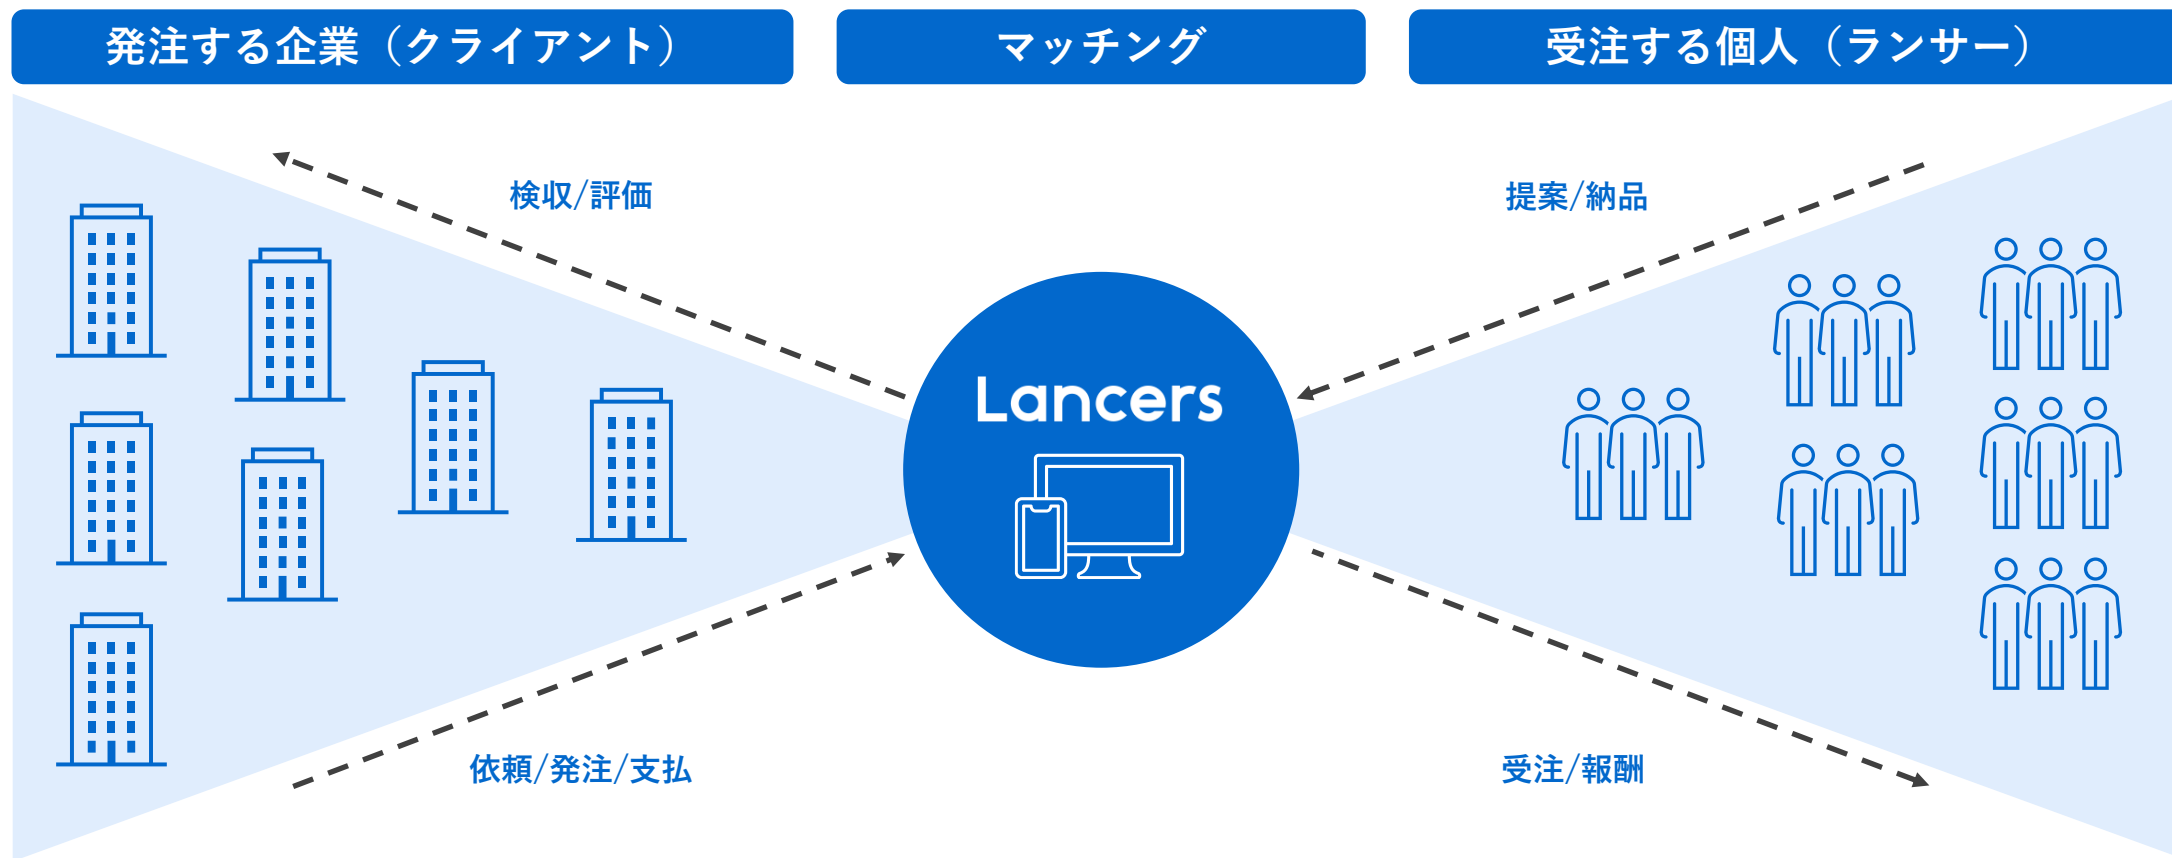 発注する企業（クライアント）
マッチング
受注する個人（ランサー）
検収/評価
提案/納品
Lancers
依頼/発注/支払
受注/報酬